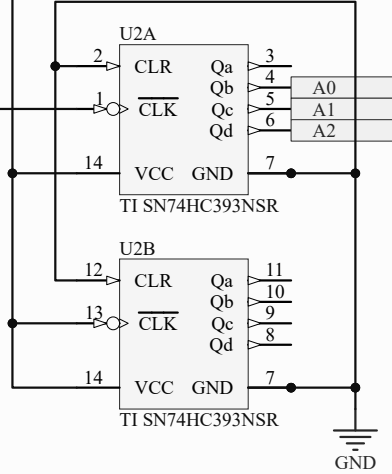 U2A
2 CLR Qa 3
Qb 4 A0
1 CLK Qc 5 A1
Qd 6 A2
14 VCC GND 7
TI SN74HC393NSR
U2B
12 CLR Qa 11
Qb 10
13 CLK Qc 9
Qd 8
14 VCC GND 7
TI SN74HC393NSR
GND